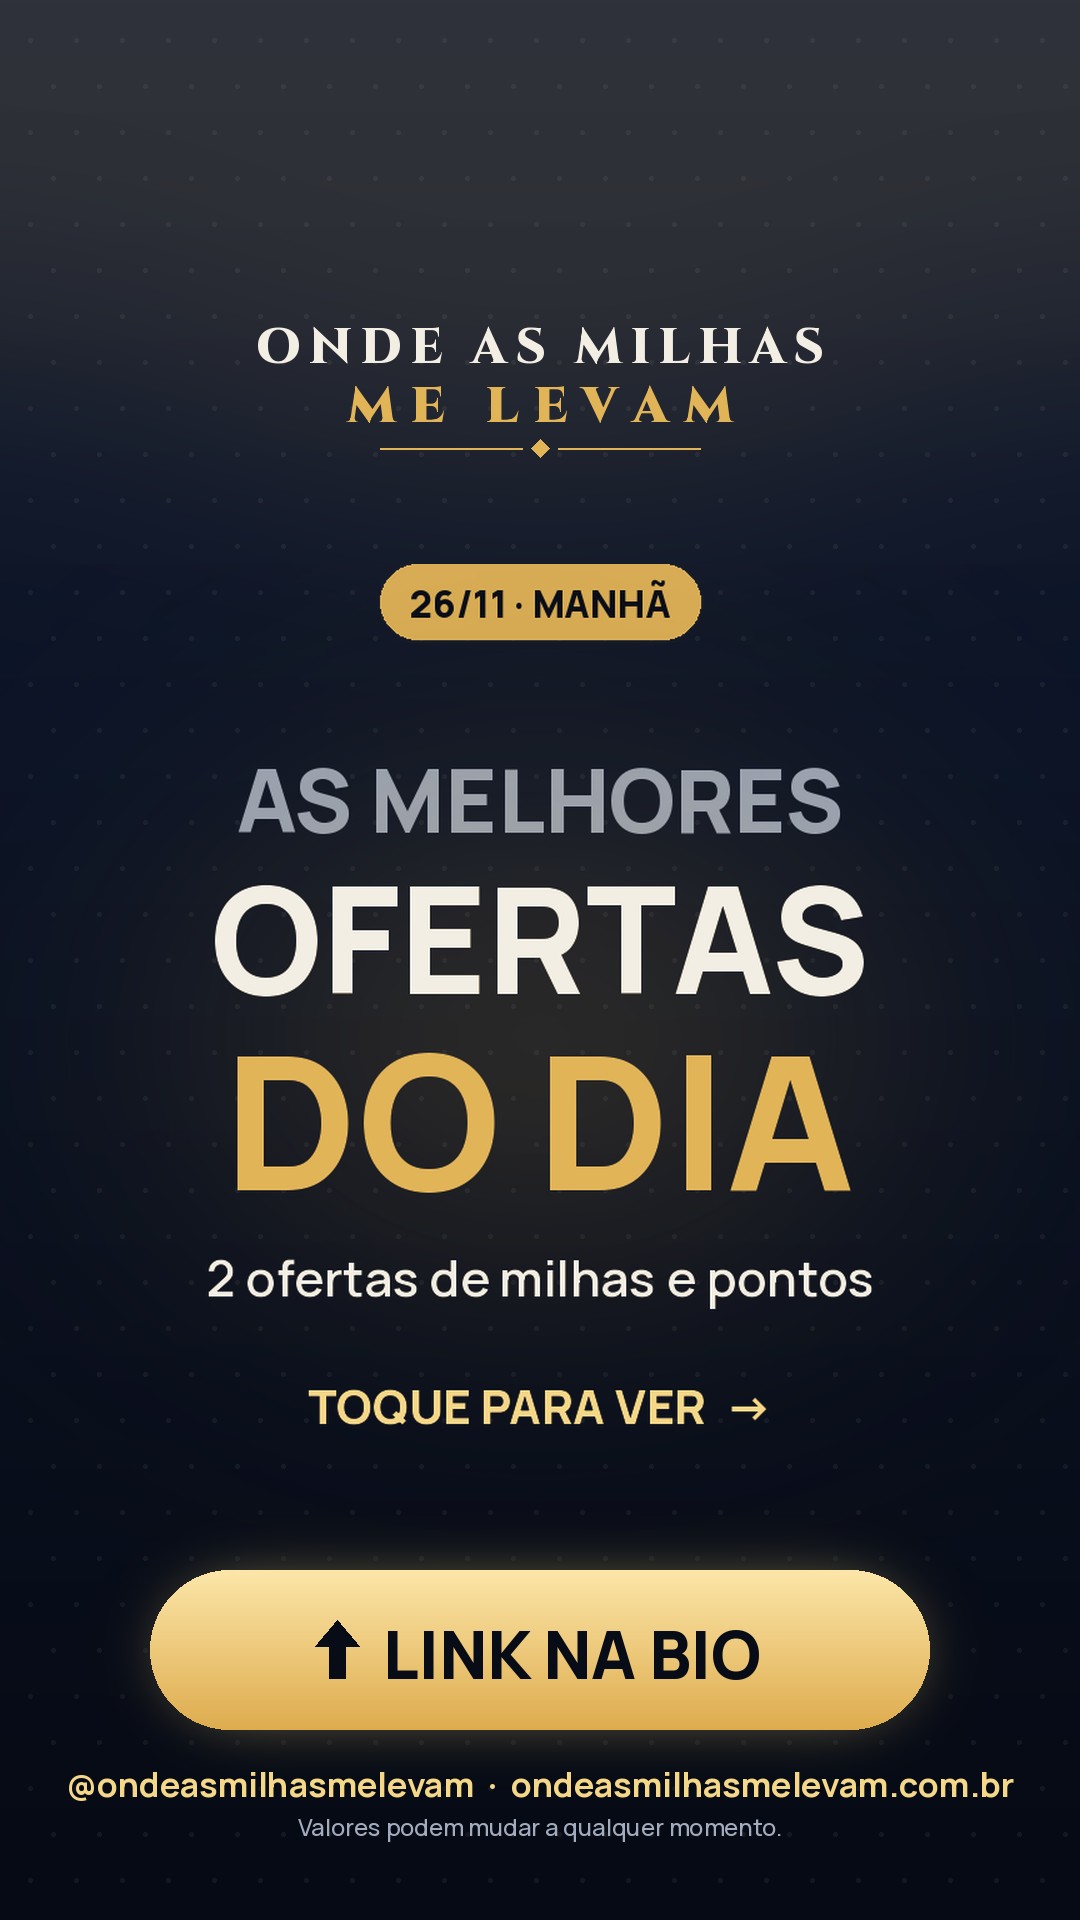 ONDE AS MILHAS
ME LEVAM
26/11 · MANHÃ
AS MELHORES
OFERTAS
DO DIA
2 ofertas de milhas e pontos
TOQUE PARA VER →
⬆ LINK NA BIO
@ondeasmilhasmelevam · ondeasmilhasmelevam.com.br
Valores podem mudar a qualquer momento.